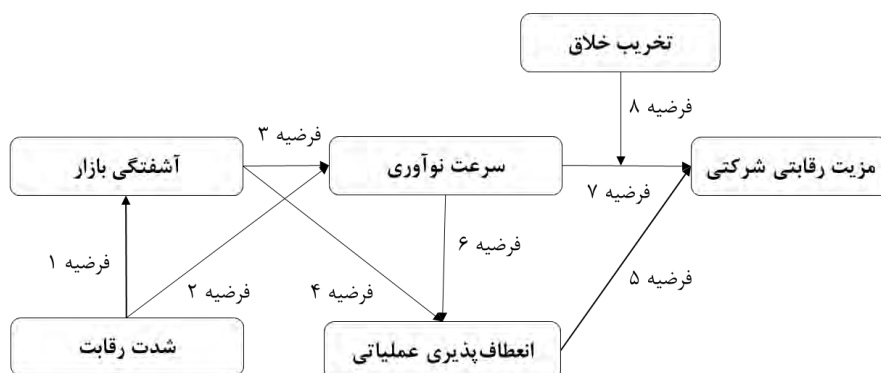 تخریب خلاق
فرضیه ۸
فرضیه ۳
آشفتگی بازار
سرعت نوآوری
مزیت رقابتی شرکتی
فرضیه ۷
فرضیه ۶
فرضیه ۱
فرضیه ۲
فرضیه ۴
فرضیه ۵
شدت رقابت
انعطاف‌پذیری عملیاتی